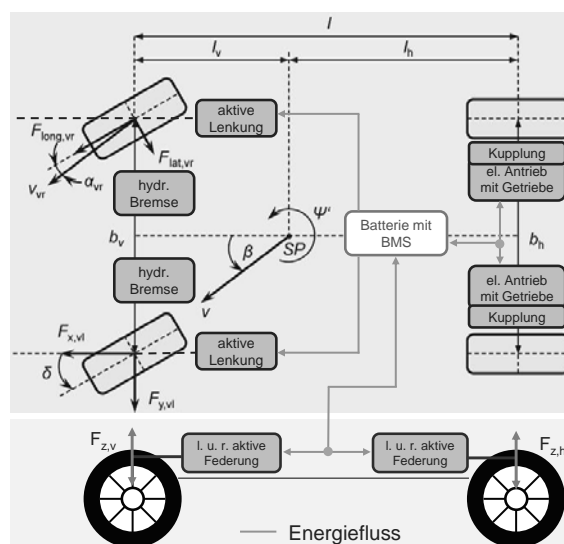 l
l_v
l_h
aktive
Lenkung
F_long,vr
F_lat,vr
v_vr
α_vr
Kupplung
el. Antrieb
mit Getriebe
hydr.
Bremse
Ψ'
Batterie mit
BMS
b_v
β
SP
b_h
hydr.
Bremse
v
el. Antrieb
mit Getriebe
Kupplung
F_x,vl
aktive
Lenkung
δ
F_y,vl
F_z,v
l. u. r. aktive
Federung
l. u. r. aktive
Federung
F_z,h
Energiefluss